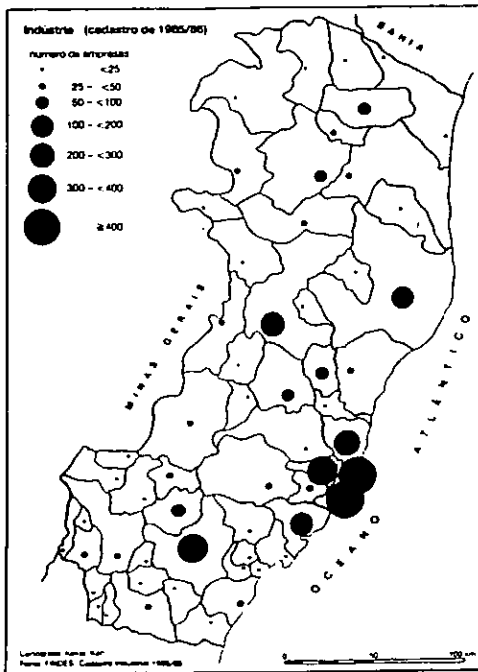 Indústria (cadastro de 1985/86)
número de empresas
<25
25 - <50
50 - <100
100 - <200
200 - <300
300 - <400
≥400
BAHIA
MINAS GERAIS
OCEANO ATLÂNTICO
0
100 km